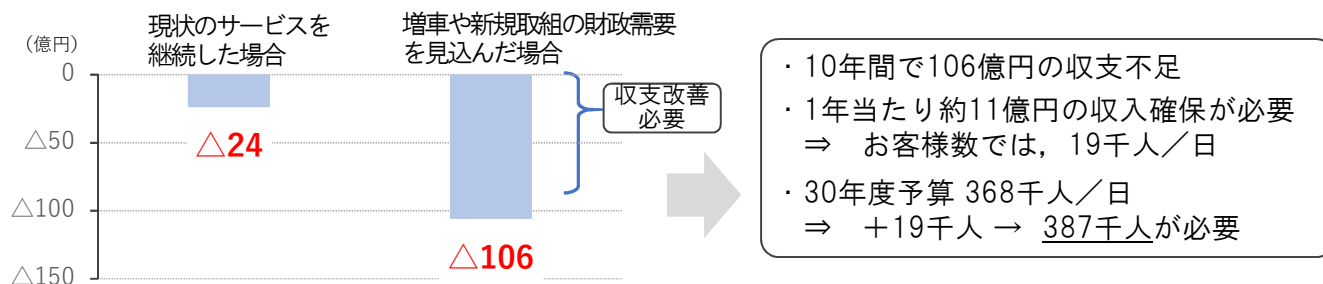 現状のサービスを
継続した場合
増車や新規取組の財政需要
を見込んだ場合
（億円）
0
△50
△100
△150
△24
△106
収支改善
必要
・10年間で106億円の収支不足
・1年当たり約11億円の収入確保が必要
⇒　お客様数では，19千人／日
・30年度予算 368千人／日
⇒　＋19千人 → 387千人が必要